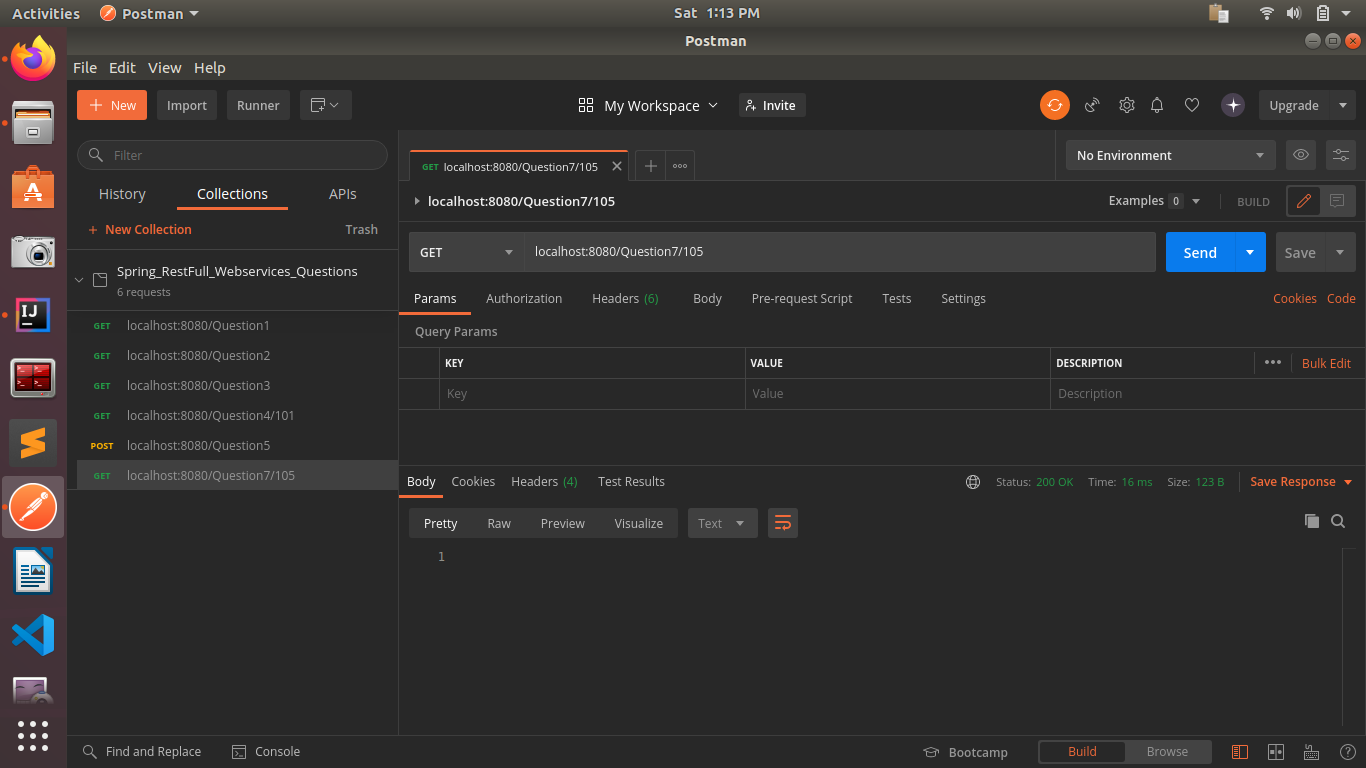 Activities Postman Sat 1:13 PM
Postman
File Edit View Help
+ New Import Runner My Workspace Invite Upgrade
Filter
History Collections APIs
+ New Collection Trash
Spring_RestFull_Webservices_Questions
6 requests
GET localhost:8080/Question1
GET localhost:8080/Question2
GET localhost:8080/Question3
GET localhost:8080/Question4/101
POST localhost:8080/Question5
GET localhost:8080/Question7/105
GET localhost:8080/Question7/105 No Environment
localhost:8080/Question7/105 Examples 0 BUILD
GET localhost:8080/Question7/105 Send Save
Params Authorization Headers (6) Body Pre-request Script Tests Settings Cookies Code
Query Params
KEY VALUE DESCRIPTION Bulk Edit
Key Value Description
Body Cookies Headers (4) Test Results Status: 200 OK Time: 16 ms Size: 123 B Save Response
Pretty Raw Preview Visualize Text
1
IJ
Find and Replace Console Bootcamp Build Browse